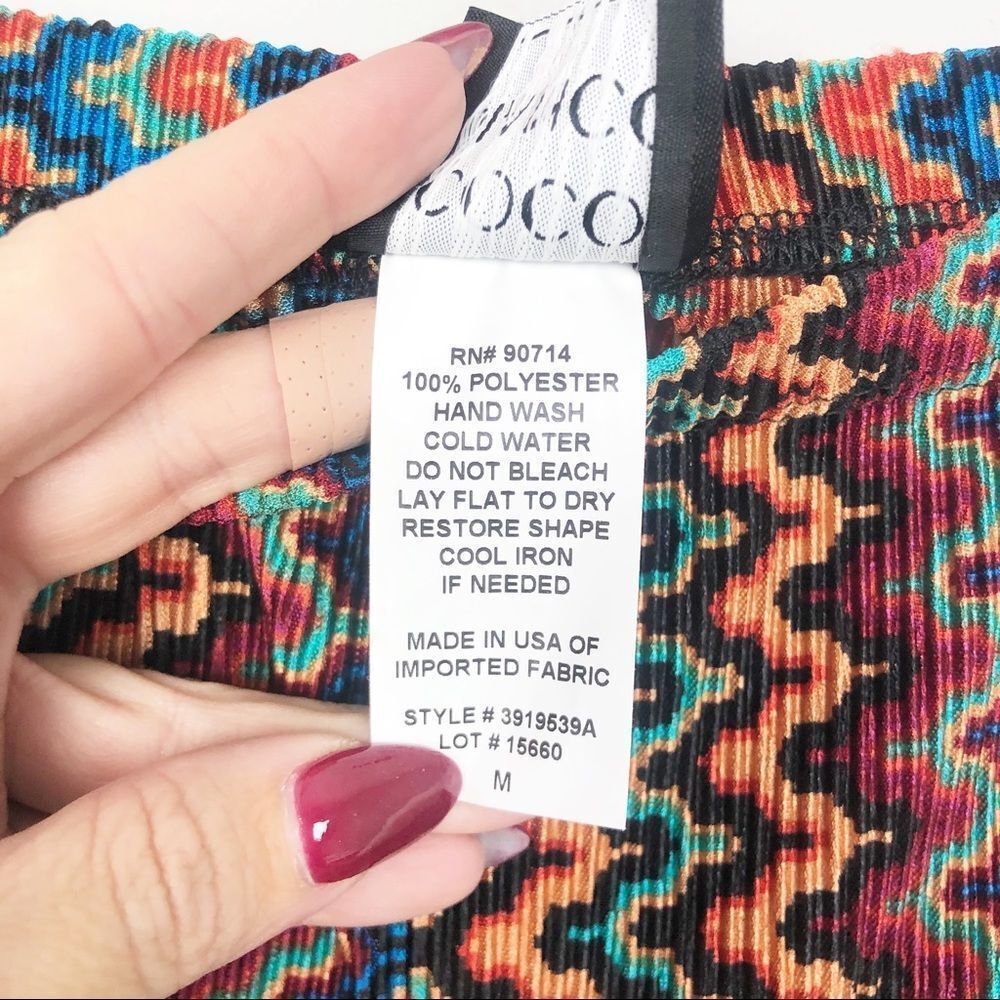 COCO
RN# 90714
100% POLYESTER
HAND WASH
COLD WATER
DO NOT BLEACH
LAY FLAT TO DRY
RESTORE SHAPE
COOL IRON
IF NEEDED
MADE IN USA OF
IMPORTED FABRIC
STYLE # 3919539A
LOT # 15660
M